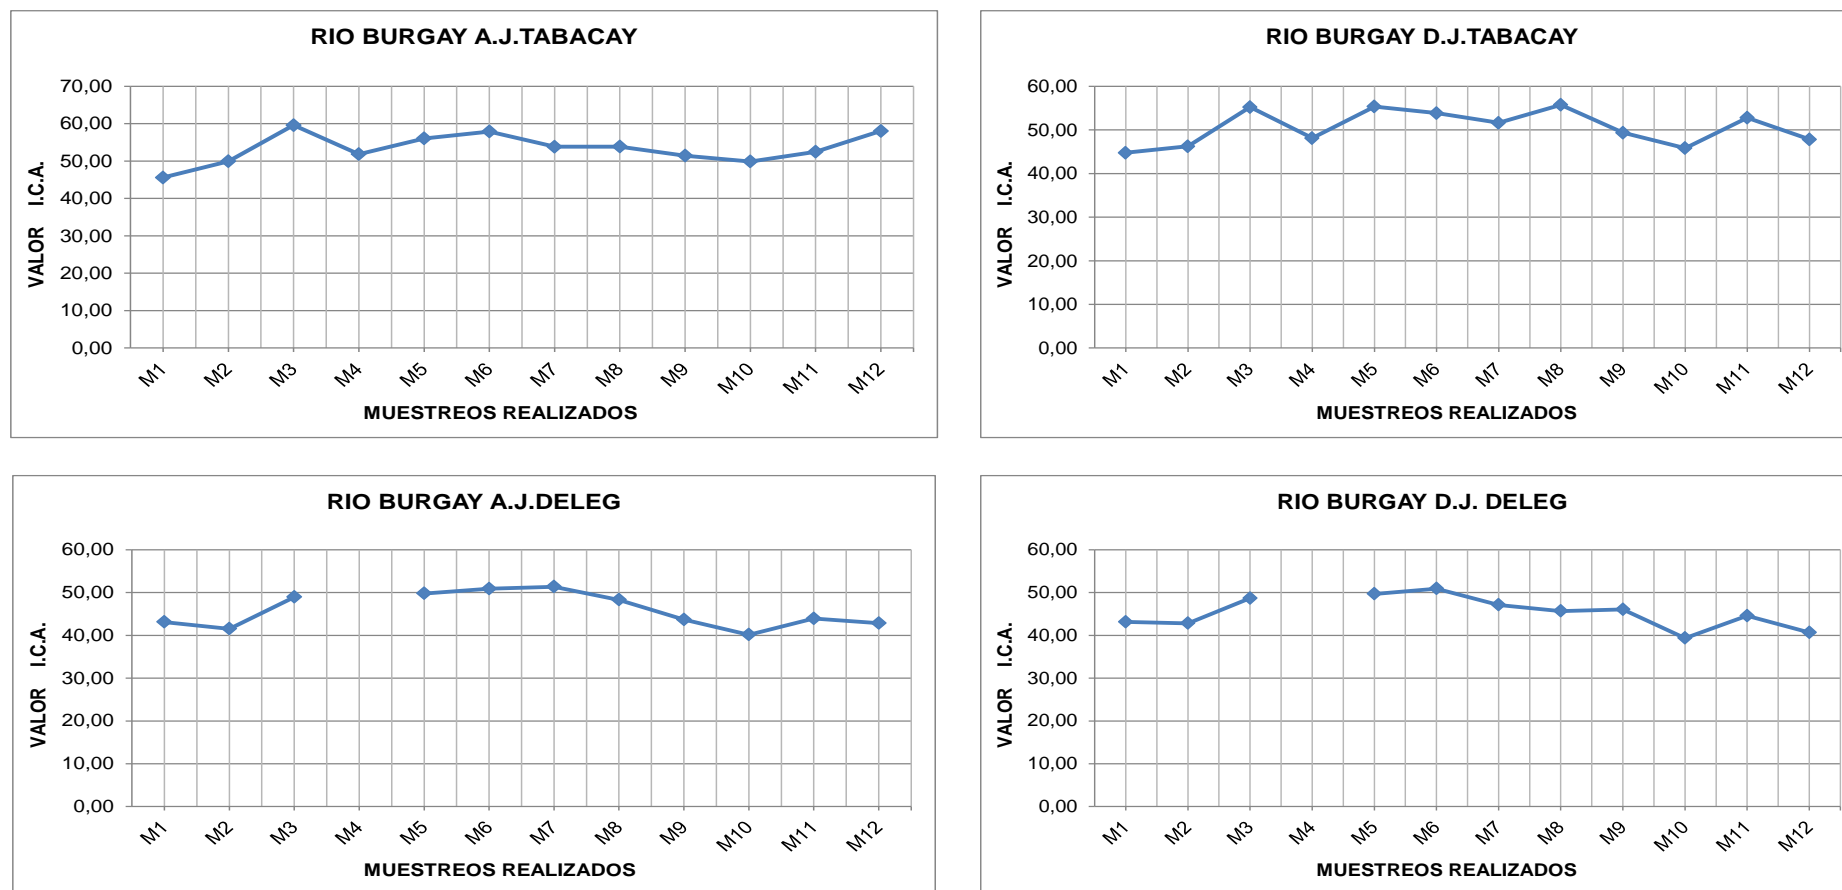 RIO BURGAY A.J.TABACAY
VALOR I.C.A.
70,00
60,00
50,00
40,00
30,00
20,00
10,00
0,00
M1 M2 M3 M4 M5 M6 M7 M8 M9 M10 M11 M12
MUESTREOS REALIZADOS
RIO BURGAY D.J.TABACAY
VALOR I.C.A.
60,00
50,00
40,00
30,00
20,00
10,00
0,00
M1 M2 M3 M4 M5 M6 M7 M8 M9 M10 M11 M12
MUESTREOS REALIZADOS
RIO BURGAY A.J.DELEG
VALOR I.C.A.
60,00
50,00
40,00
30,00
20,00
10,00
0,00
M1 M2 M3 M4 M5 M6 M7 M8 M9 M10 M11 M12
MUESTREOS REALIZADOS
RIO BURGAY D.J. DELEG
VALOR I.C.A.
60,00
50,00
40,00
30,00
20,00
10,00
0,00
M1 M2 M3 M4 M5 M6 M7 M8 M9 M10 M11 M12
MUESTREOS REALIZADOS